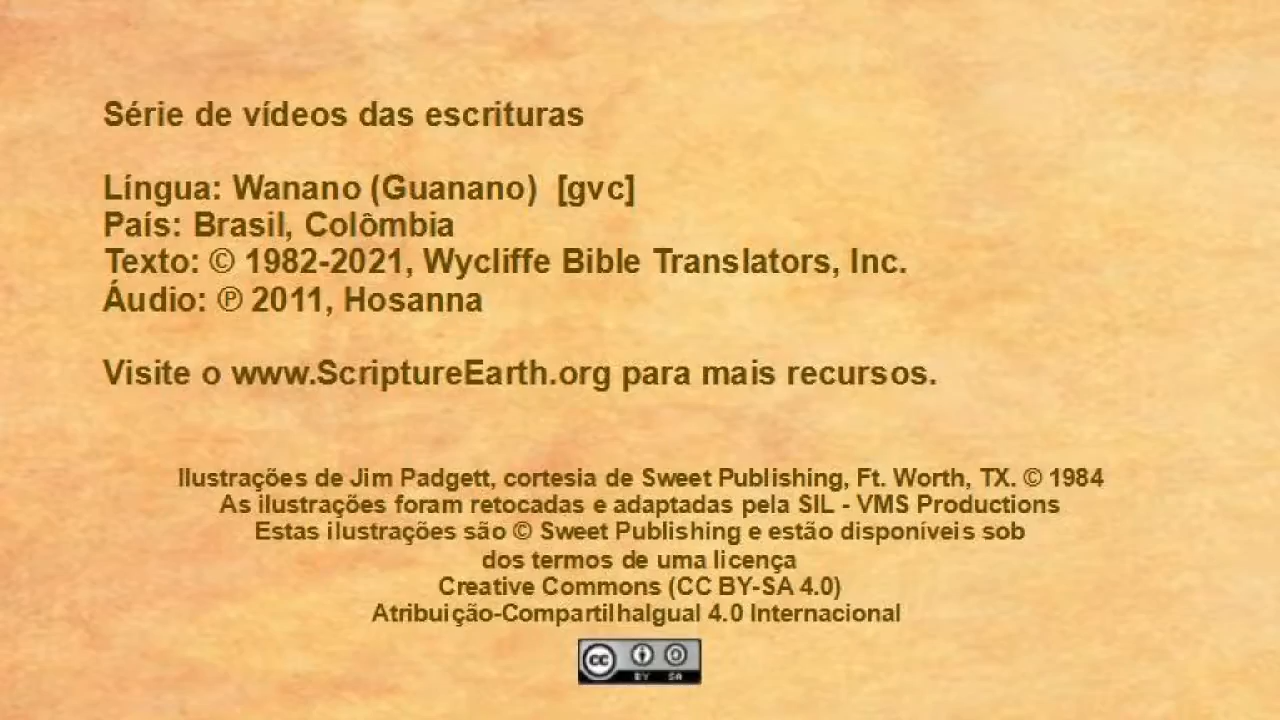 Série de vídeos das escrituras
Língua: Wanano (Guanano) [gvc]
País: Brasil, Colômbia
Texto: © 1982-2021, Wycliffe Bible Translators, Inc.
Áudio: ℗ 2011, Hosanna
Visite o www.ScriptureEarth.org para mais recursos.
Ilustrações de Jim Padgett, cortesia de Sweet Publishing, Ft. Worth, TX. © 1984
As ilustrações foram retocadas e adaptadas pela SIL - VMS Productions
Estas ilustrações são © Sweet Publishing e estão disponíveis sob
dos termos de uma licença
Creative Commons (CC BY-SA 4.0)
Atribuição-CompartilhaIgual 4.0 Internacional
cc BY SA